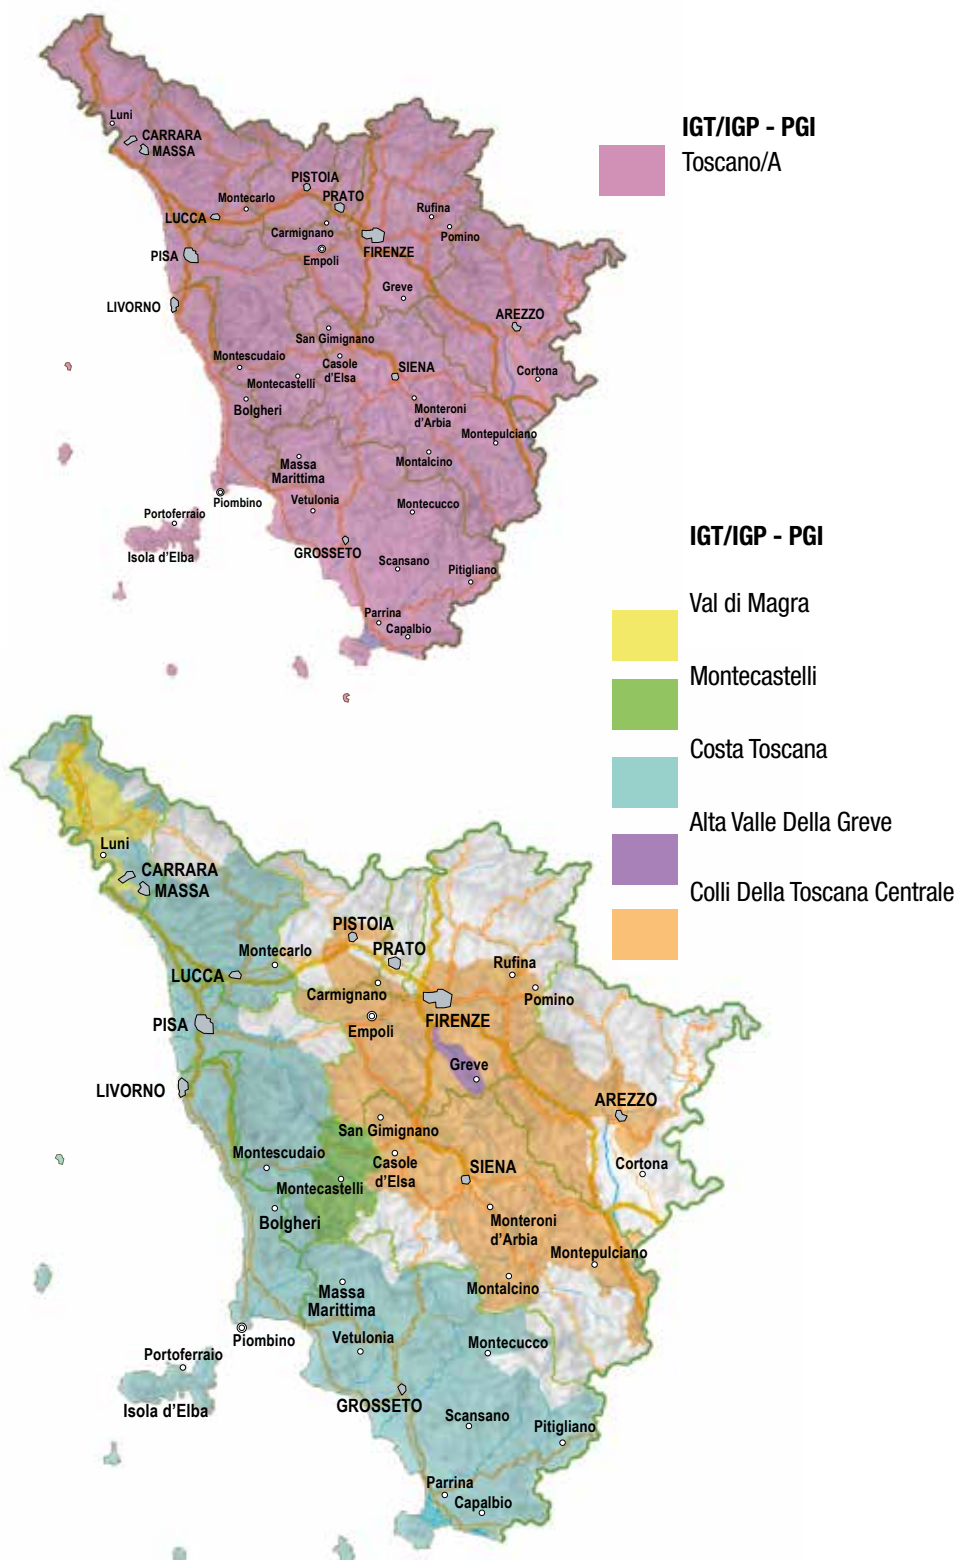 IGT/IGP - PGI
Toscano/A
Luni
CARRARA
MASSA
PISTOIA
Montecarlo
PRATO
LUCCA
Rufina
Carmignano
Pomino
PISA
Empoli
FIRENZE
Greve
LIVORNO
AREZZO
San Gimignano
Montescudaio
Casole
d'Elsa
SIENA
Cortona
Montecastelli
Bolgheri
Monteroni
d'Arbia
Montepulciano
Massa
Marittima
Montalcino
Piombino
Vetulonia
Montecucco
Portoferraio
Isola d'Elba
GROSSETO
Scansano
Pitigliano
Parrina
Capalbio
IGT/IGP - PGI
Val di Magra
Montecastelli
Costa Toscana
Alta Valle Della Greve
Colli Della Toscana Centrale
Luni
CARRARA
MASSA
PISTOIA
Montecarlo
PRATO
LUCCA
Rufina
Carmignano
Pomino
PISA
Empoli
FIRENZE
Greve
LIVORNO
AREZZO
San Gimignano
Montescudaio
Casole
d'Elsa
SIENA
Cortona
Montecastelli
Bolgheri
Monteroni
d'Arbia
Montepulciano
Massa
Marittima
Montalcino
Piombino
Vetulonia
Montecucco
Portoferraio
Isola d'Elba
GROSSETO
Scansano
Pitigliano
Parrina
Capalbio